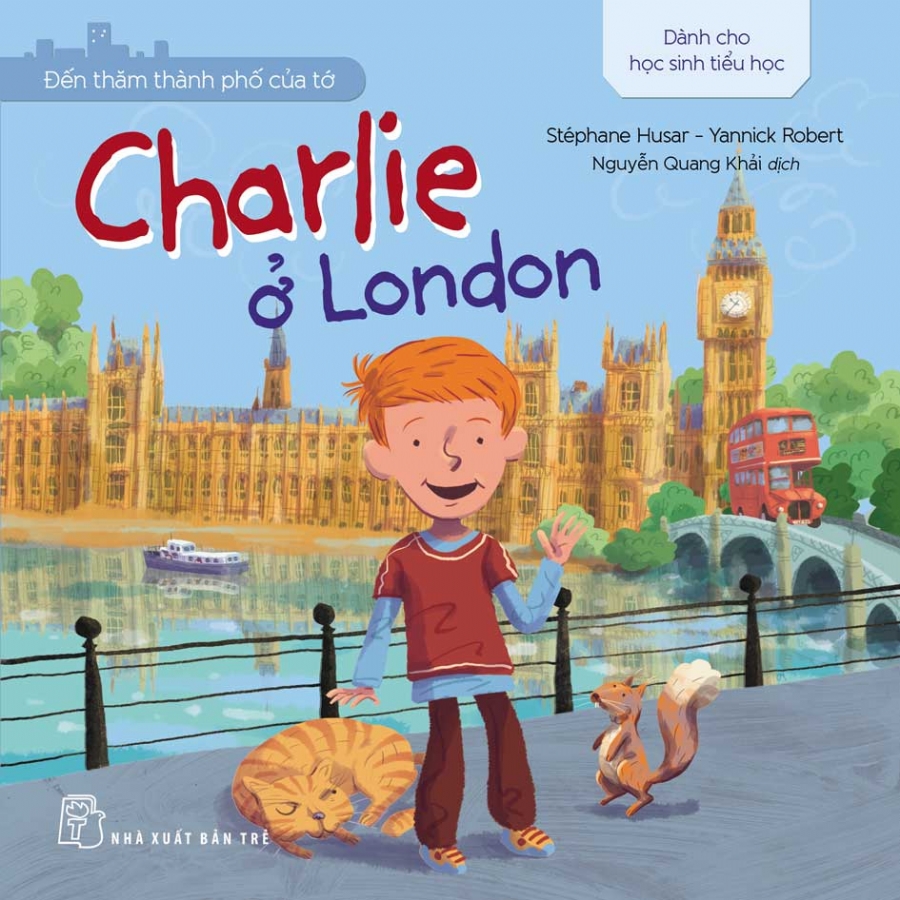 Đến thăm thành phố của tớ
Dành cho
học sinh tiểu học
Stéphane Husar – Yannick Robert
Nguyễn Quang Khải dịch
Charlie
ở London
NHÀ XUẤT BẢN TRẺ